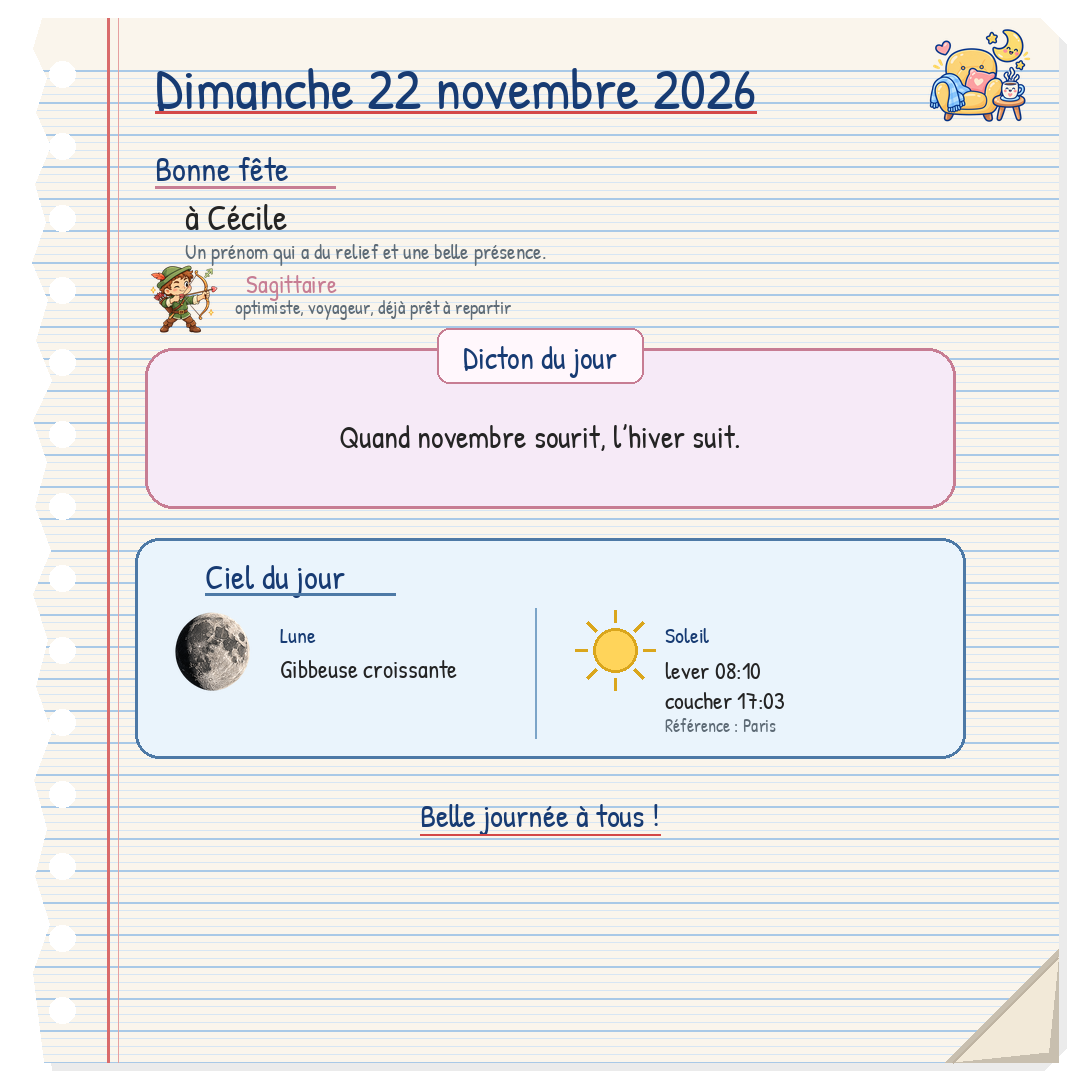 Dimanche 22 novembre 2026
Bonne fête
à Cécile
Un prénom qui a du relief et une belle présence.
Sagittaire
optimiste, voyageur, déjà prêt à repartir
Dicton du jour
Quand novembre sourit, l'hiver suit.
Ciel du jour
Lune
Gibbeuse croissante
Soleil
lever 08:10
coucher 17:03
Référence : Paris
Belle journée à tous !